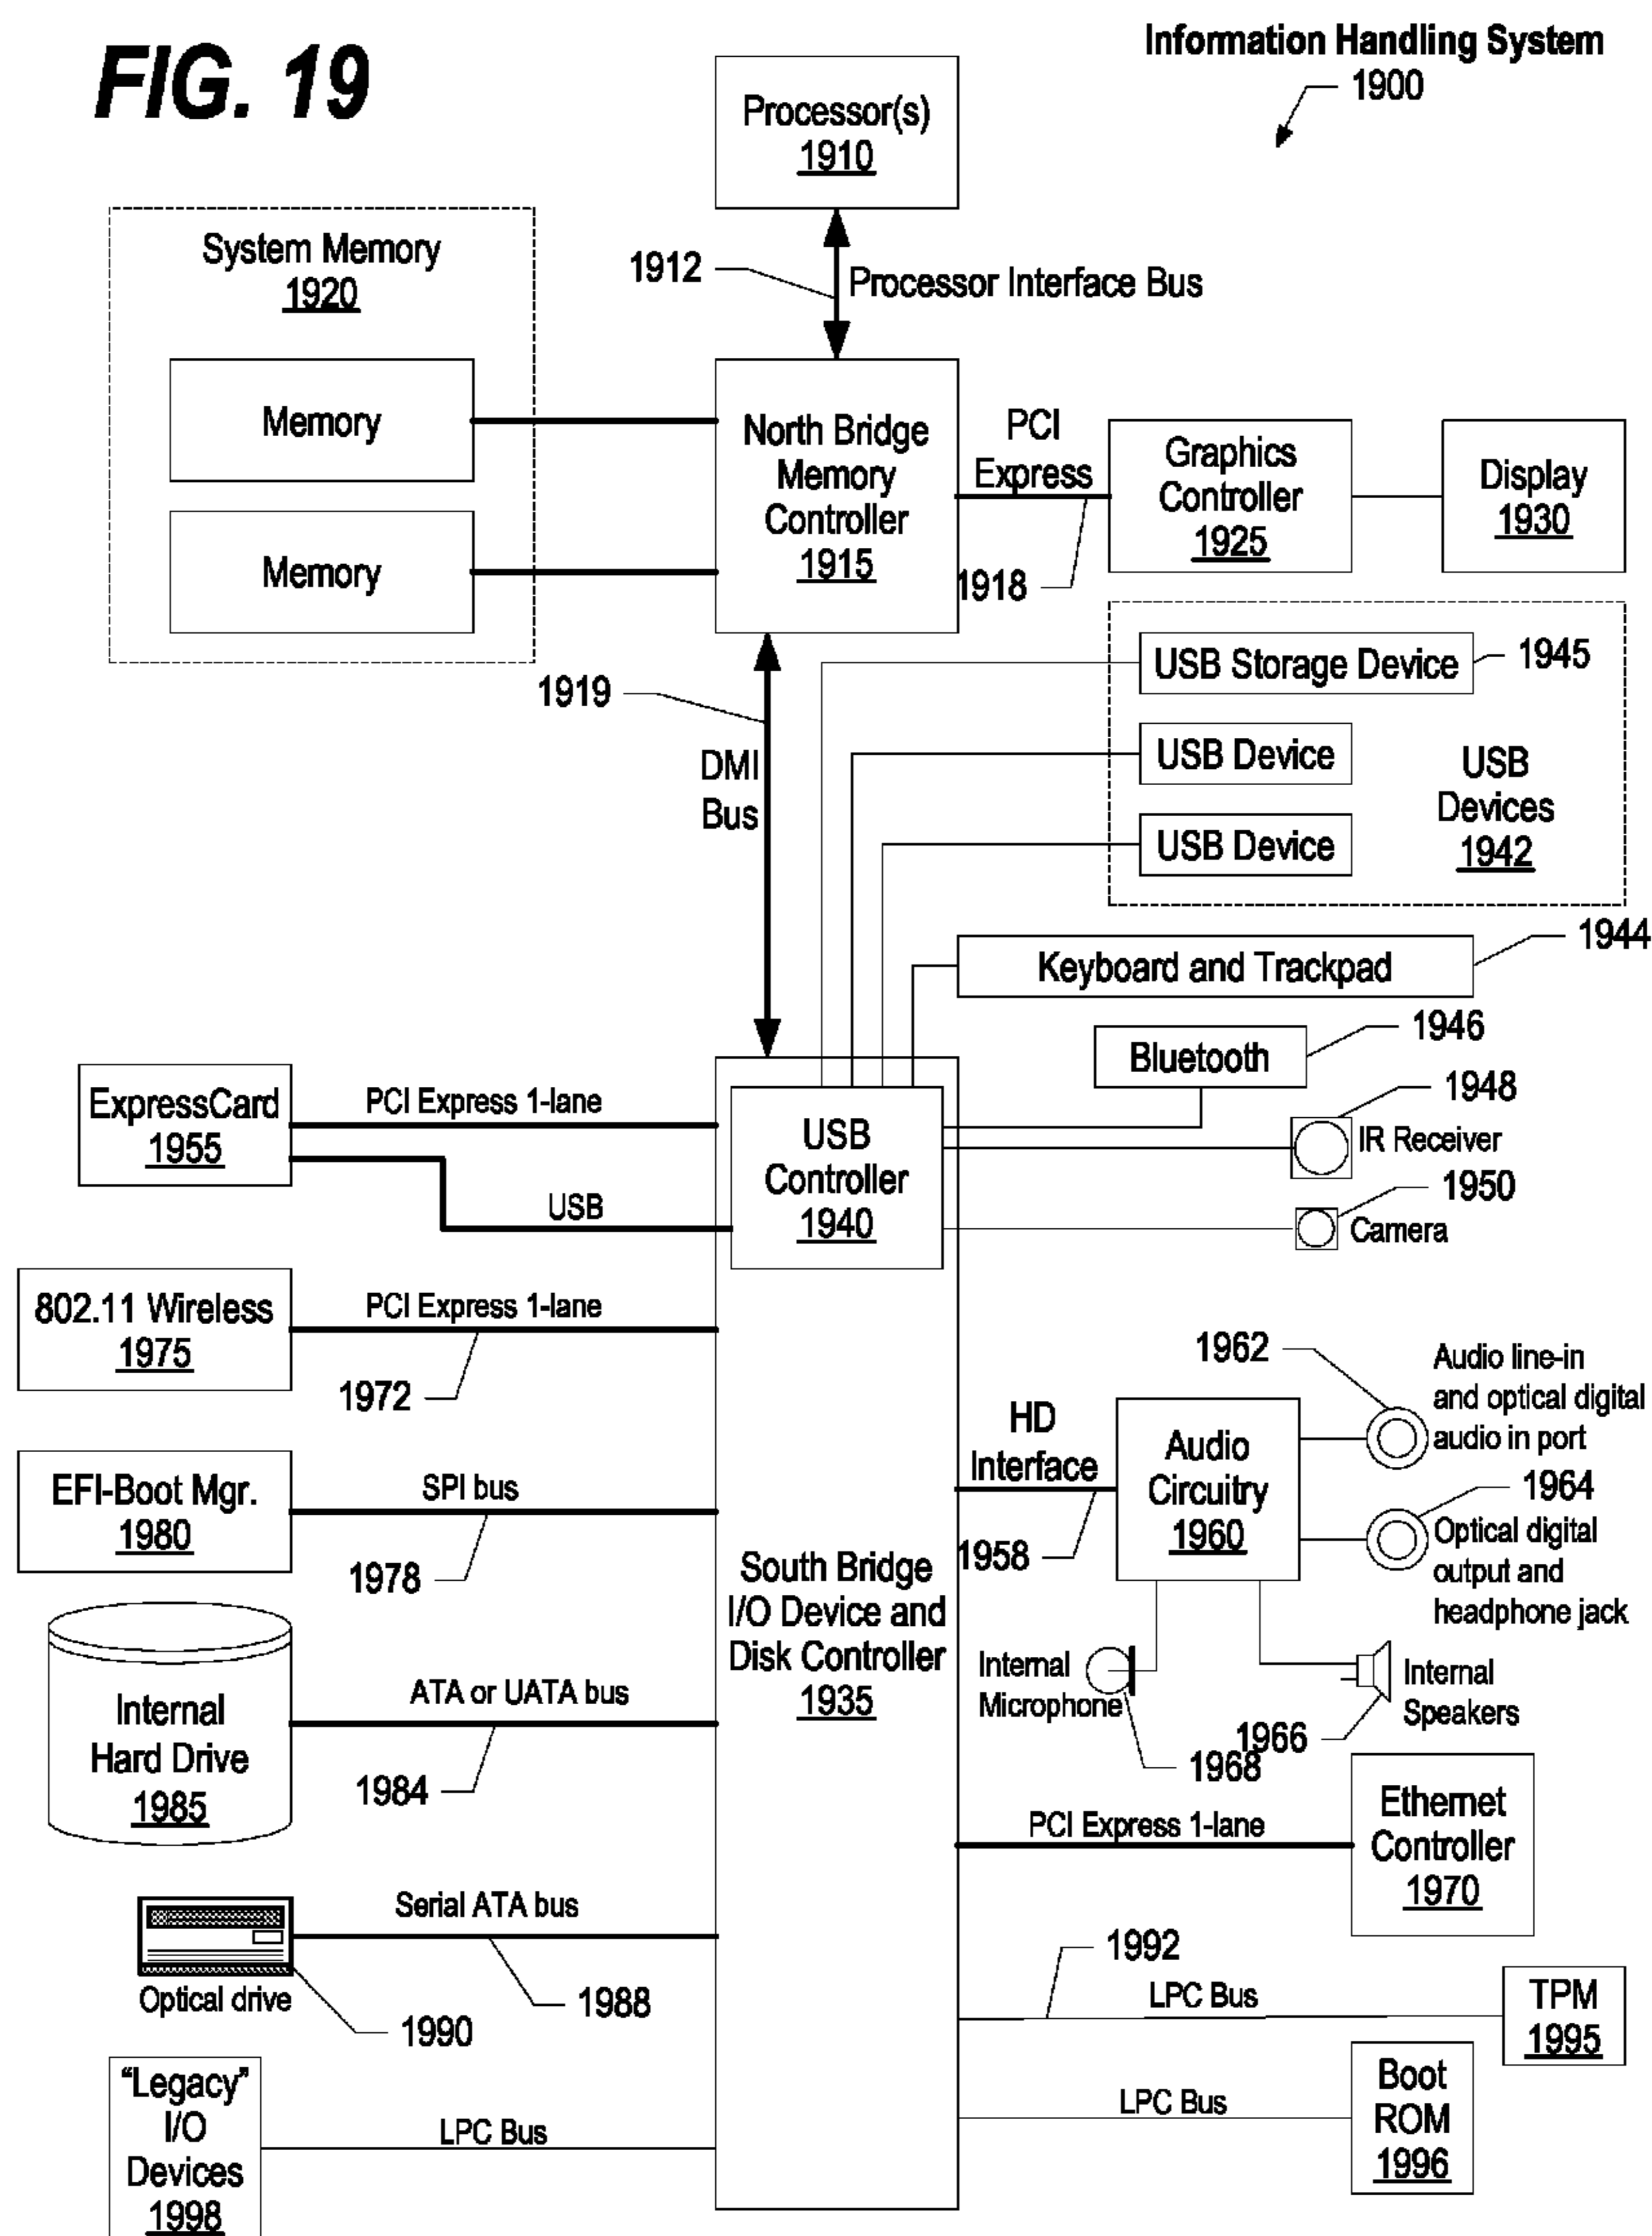 FIG. 19
Information Handling System
1900
Processor(s)
1910
System Memory
1920
1912
Processor Interface Bus
Memory
Memory
North Bridge
Memory
Controller
1915
PCI
Express
1918
Graphics
Controller
1925
Display
1930
1919
DMI
Bus
USB Storage Device
1945
USB Device
USB Device
USB
Devices
1942
Keyboard and Trackpad
1944
Bluetooth
1946
1948
IR Receiver
1950
Camera
ExpressCard
1955
PCI Express 1-lane
USB
USB
Controller
1940
802.11 Wireless
1975
PCI Express 1-lane
1972
EFI-Boot Mgr.
1980
SPI bus
1978
South Bridge
I/O Device and
Disk Controller
1935
HD
Interface
1958
Audio
Circuitry
1960
1962
Audio line-in
and optical digital
audio in port
1964
Optical digital
output and
headphone jack
Internal
Microphone
1968
1966
Internal
Speakers
Internal
Hard Drive
1985
ATA or UATA bus
1984
PCI Express 1-lane
Ethernet
Controller
1970
Serial ATA bus
1988
Optical drive
1990
1992
LPC Bus
TPM
1995
"Legacy"
I/O
Devices
1998
LPC Bus
LPC Bus
Boot
ROM
1996